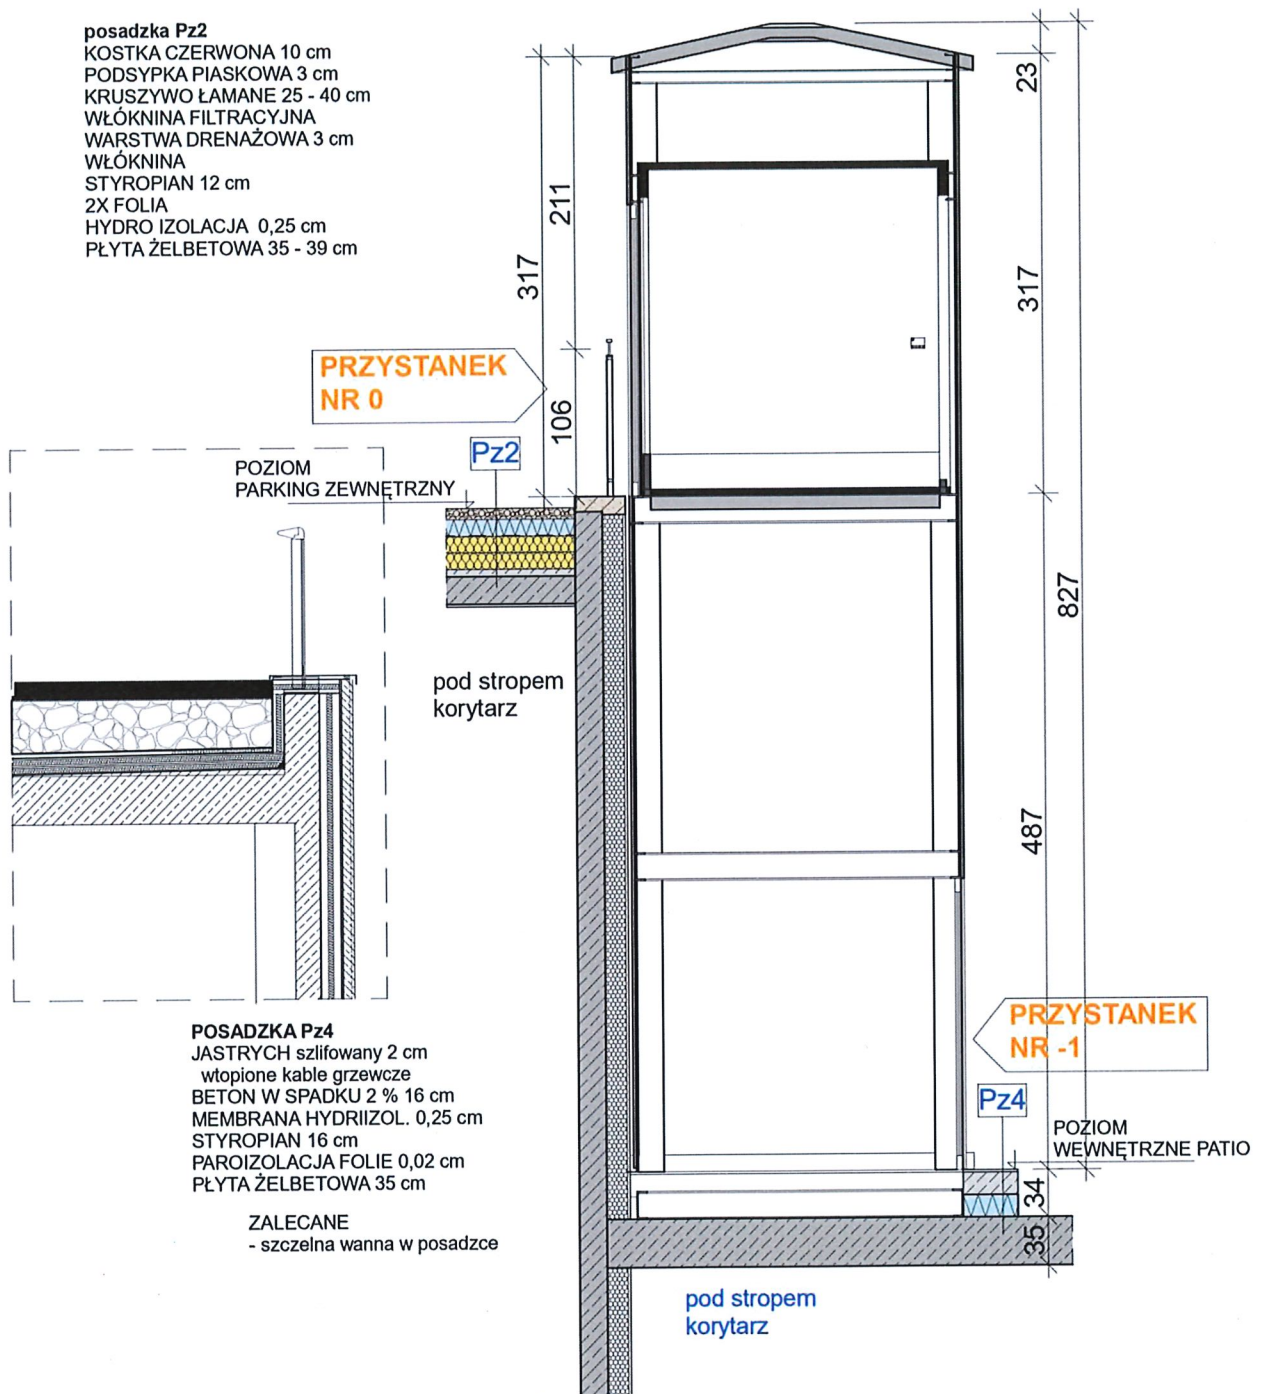 posadzka Pz2
KOSTKA CZERWONA 10 cm
PODSYPKA PIASKOWA 3 cm
KRUSZYWO ŁAMANE 25 - 40 cm
WŁÓKNINA FILTRACYJNA
WARSTWA DRENAŻOWA 3 cm
WŁÓKNINA
STYROPIAN 12 cm
2X FOLIA
HYDRO IZOLACJA 0,25 cm
PŁYTA ŻELBETOWA 35 - 39 cm
23
211
317
317
PRZYSTANEK
NR 0
106
Pz2
POZIOM
PARKING ZEWNĘTRZNY
827
pod stropem
korytarz
487
PRZYSTANEK
NR -1
Pz4
POZIOM
WEWNĘTRZNE PATIO
34
35
POSADZKA Pz4
JASTRYCH szlifowany 2 cm
wtopione kable grzewcze
BETON W SPADKU 2 % 16 cm
MEMBRANA HYDRIIZOL. 0,25 cm
STYROPIAN 16 cm
PAROIZOLACJA FOLIE 0,02 cm
PŁYTA ŻELBETOWA 35 cm
ZALECANE
- szczelna wanna w posadzce
pod stropem
korytarz